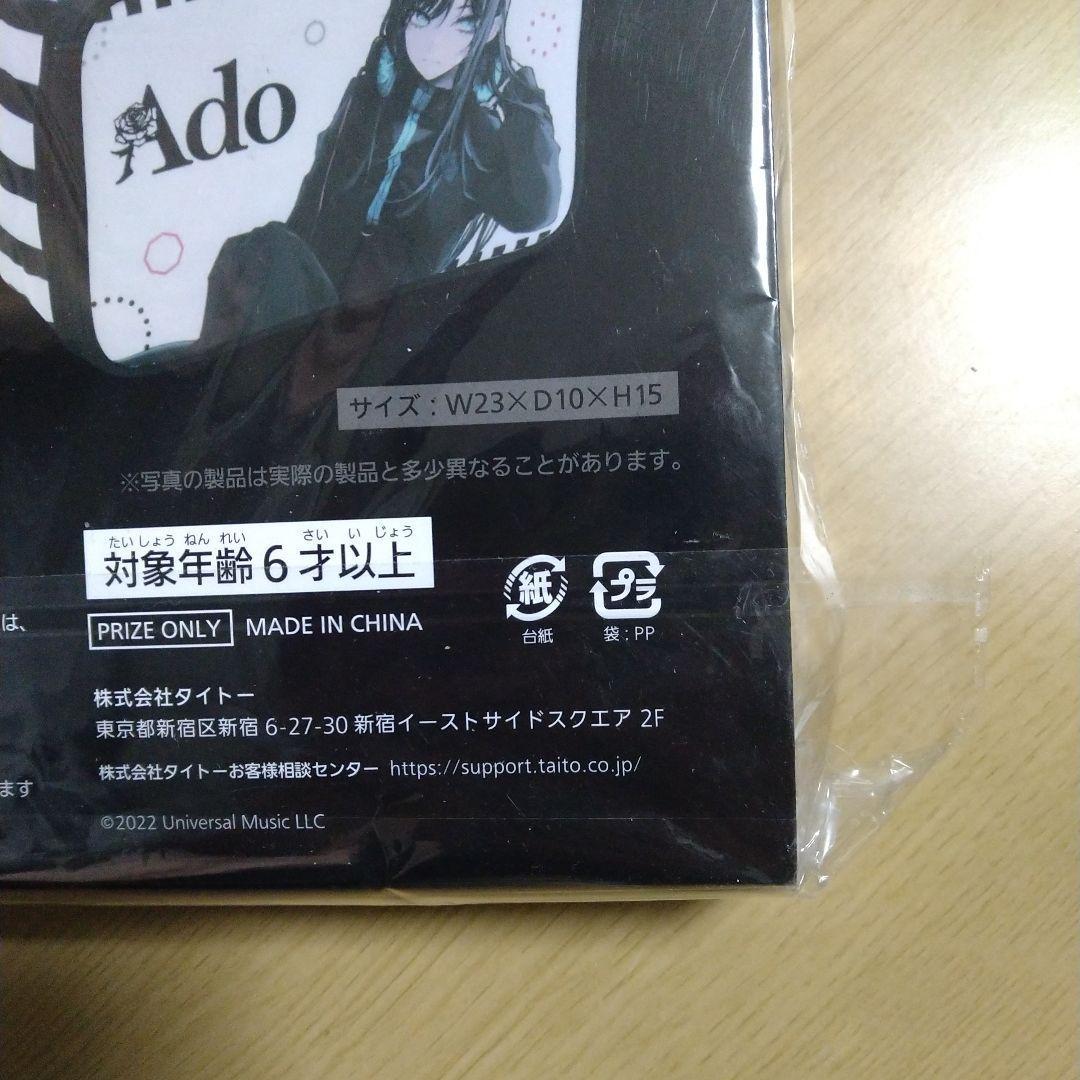 Ado
サイズ : W23×D10×H15
※写真の製品は実際の製品と多少異なることがあります。
たいしょう ねん れい さい い じょう
対象年齢6才以上
は、
PRIZE ONLY MADE IN CHINA
紙 プラ
台紙 袋 : PP
株式会社タイトー
東京都新宿区新宿 6-27-30 新宿イーストサイドスクエア 2F
株式会社タイトーお客様相談センター https://support.taito.co.jp/
ます
©2022 Universal Music LLC